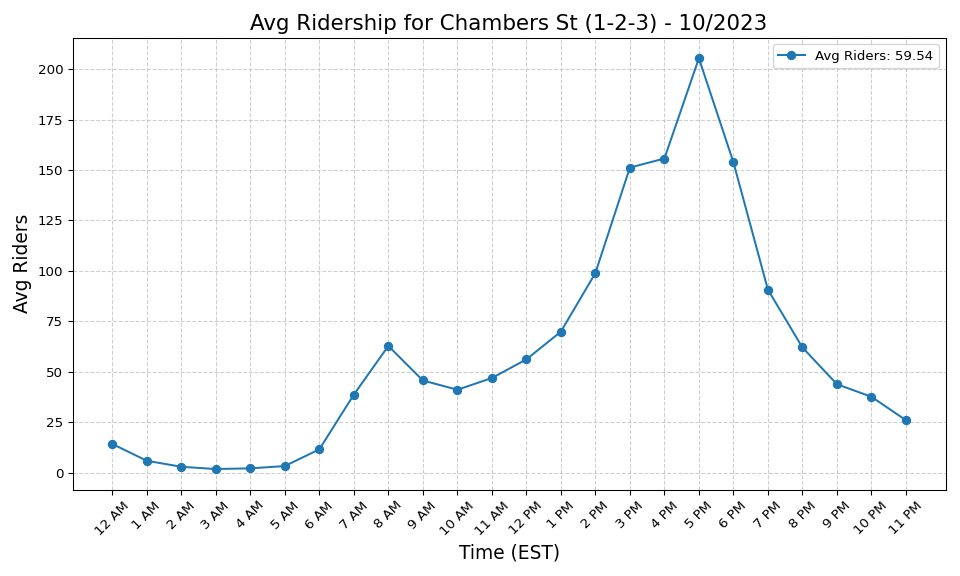 Avg Ridership for Chambers St (1-2-3) - 10/2023
Avg Riders: 59.54
Avg Riders
200
175
150
125
100
75
50
25
0
12 AM
1 AM
2 AM
3 AM
4 AM
5 AM
6 AM
7 AM
8 AM
9 AM
10 AM
11 AM
12 PM
1 PM
2 PM
3 PM
4 PM
5 PM
6 PM
7 PM
8 PM
9 PM
10 PM
11 PM
Time (EST)